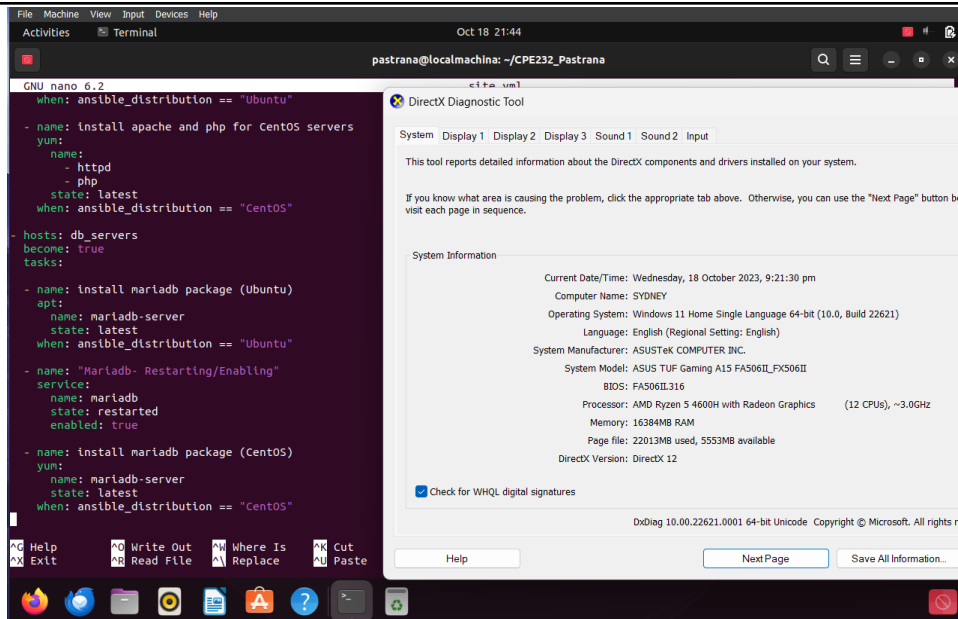 File Machine View Input Devices Help
Activities Terminal Oct 18 21:44
pastrana@localmachina: ~/CPE232_Pastrana
GNU nano 6.2 site.yml
when: ansible_distribution == "Ubuntu"
- name: install apache and php for CentOS servers
yum:
name:
- httpd
- php
state: latest
when: ansible_distribution == "CentOS"
- hosts: db_servers
become: true
tasks:
- name: install mariadb package (Ubuntu)
apt:
name: mariadb-server
state: latest
when: ansible_distribution == "Ubuntu"
- name: "Mariadb- Restarting/Enabling"
service:
name: mariadb
state: restarted
enabled: true
- name: install mariadb package (CentOS)
yum:
name: mariadb-server
state: latest
when: ansible_distribution == "CentOS"
^G Help ^O Write Out ^W Where Is ^K Cut
^X Exit ^R Read File ^\ Replace ^U Paste
DirectX Diagnostic Tool
System Display 1 Display 2 Display 3 Sound 1 Sound 2 Input
This tool reports detailed information about the DirectX components and drivers installed on your system.
If you know what area is causing the problem, click the appropriate tab above. Otherwise, you can use the "Next Page" button
visit each page in sequence.
System Information
Current Date/Time: Wednesday, 18 October 2023, 9:21:30 pm
Computer Name: SYDNEY
Operating System: Windows 11 Home Single Language 64-bit (10.0, Build 22621)
Language: English (Regional Setting: English)
System Manufacturer: ASUSTeK COMPUTER INC.
System Model: ASUS TUF Gaming A15 FA506II_FX506II
BIOS: FA506II.316
Processor: AMD Ryzen 5 4600H with Radeon Graphics (12 CPUs), ~3.0GHz
Memory: 16384MB RAM
Page file: 22013MB used, 5553MB available
DirectX Version: DirectX 12
Check for WHQL digital signatures
DxDiag 10.00.22621.0001 64-bit Unicode Copyright © Microsoft. All rights
Help Next Page Save All Information...